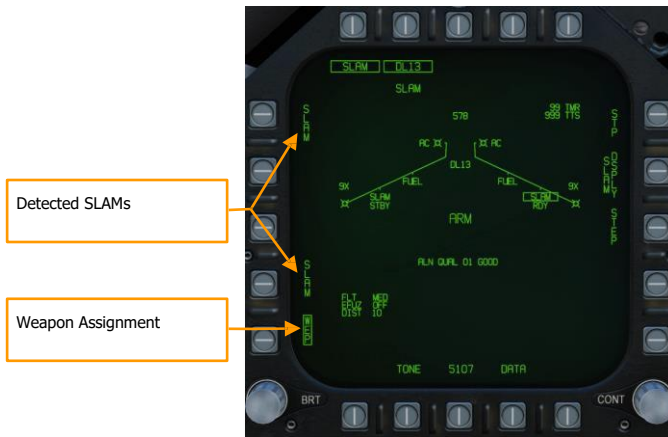 SLAM DL13
SLAM
SLAM
578
99 TMR
999 TTS
STP
AC AC
DL13
SLAM DSPLY
9X FUEL FUEL 9X
SLAM SLAM
STBY RDY
STEP
ARM
Detected SLAMs
ALN QUAL 01 GOOD
SLAM
FLT MED
EFUZ OFF
DIST 10
Weapon Assignment
TONE 5107 DATA
BRT CONT